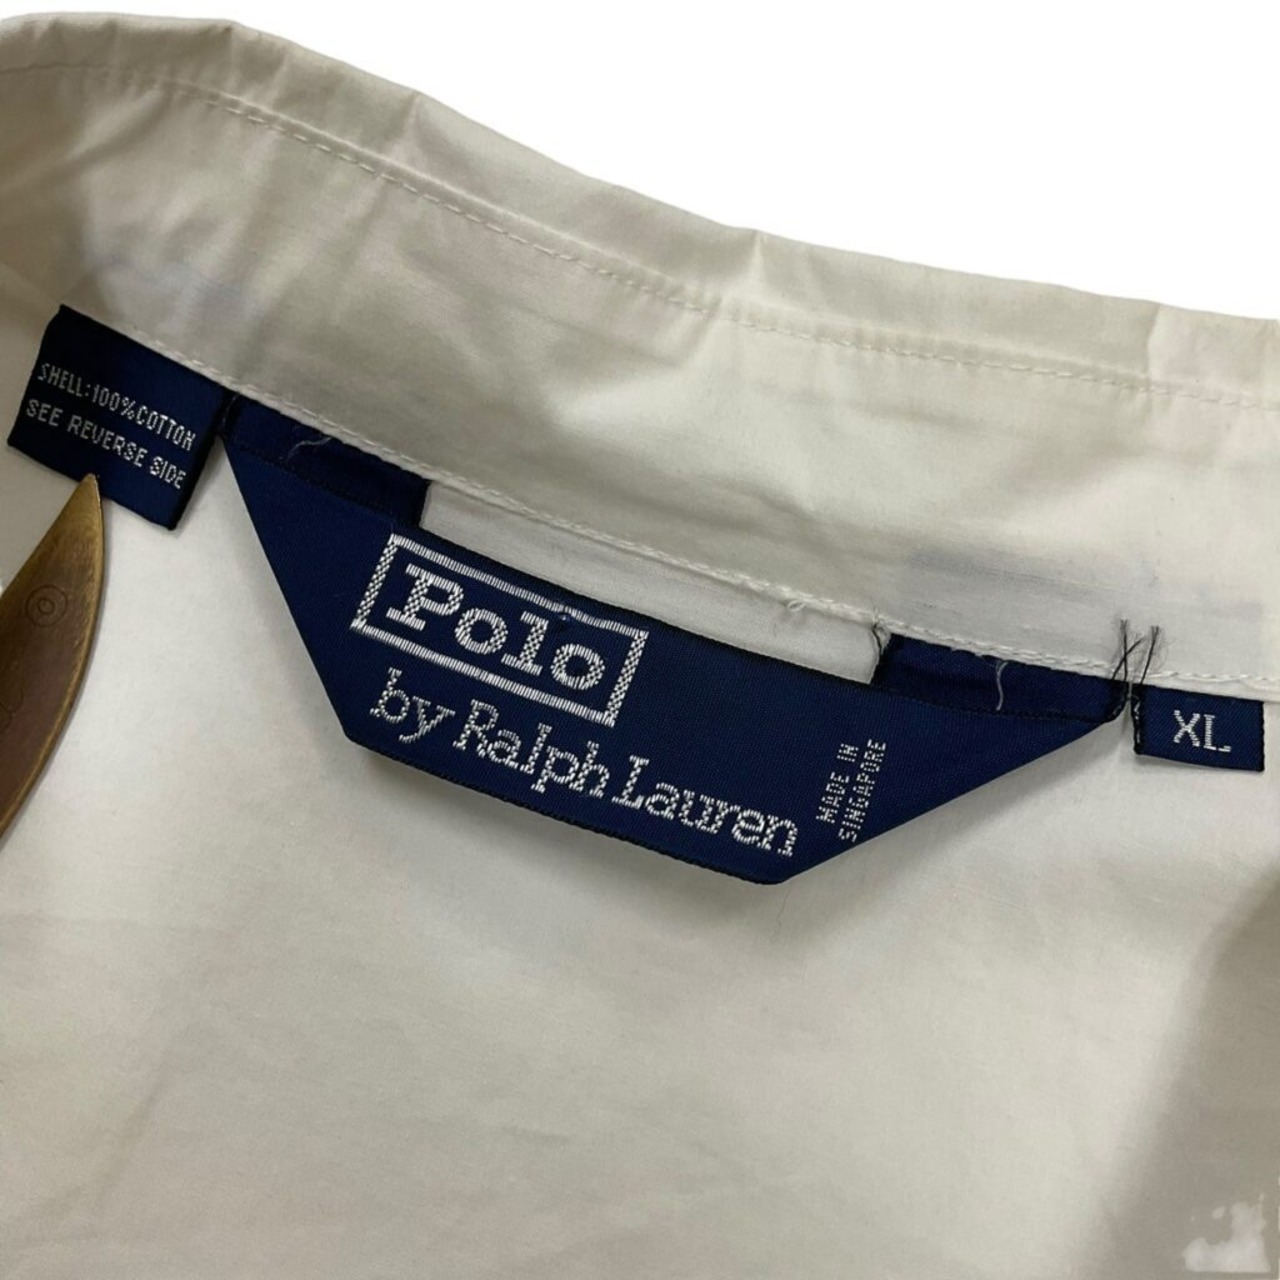 SHELL:100%COTTON
SEE REVERSE SIDE
Polo
by Ralph Lauren
MADE IN
SINGAPORE
XL